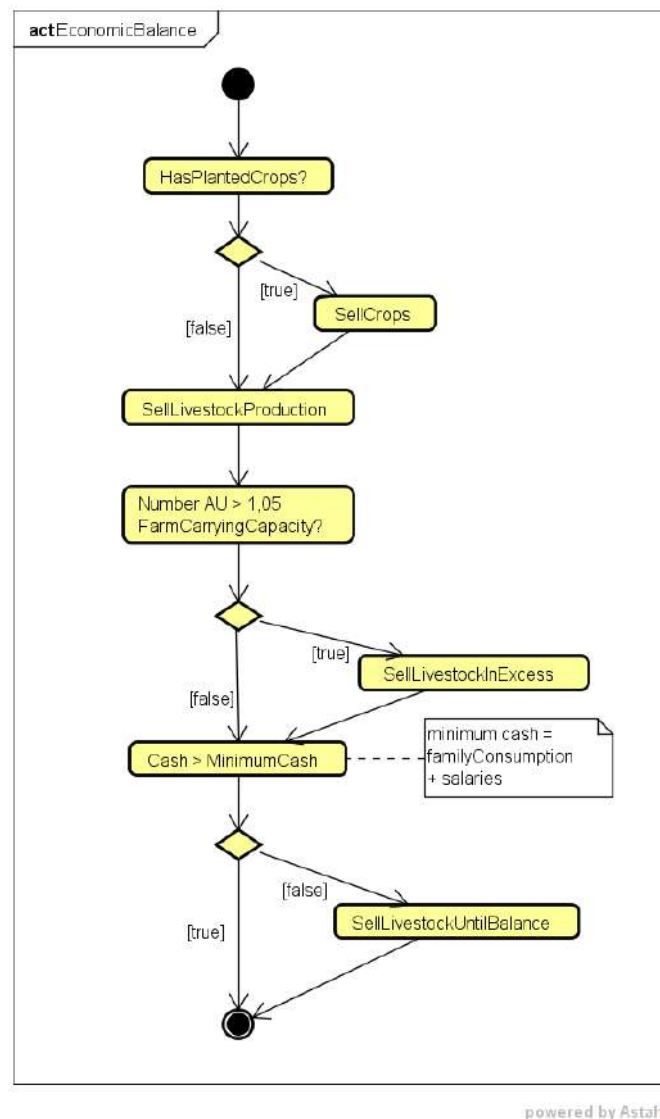 actEconomicBalance
HasPlantedCrops?
[true]
SellCrops
[false]
SellLivestockProduction
Number AU > 1,05
FarmCarryingCapacity?
[true]
SellLivestockInExcess
[false]
minimum cash =
familyConsumption
+ salaries
Cash > MinimumCash
[false]
SellLivestockUntilBalance
[true]
powered by